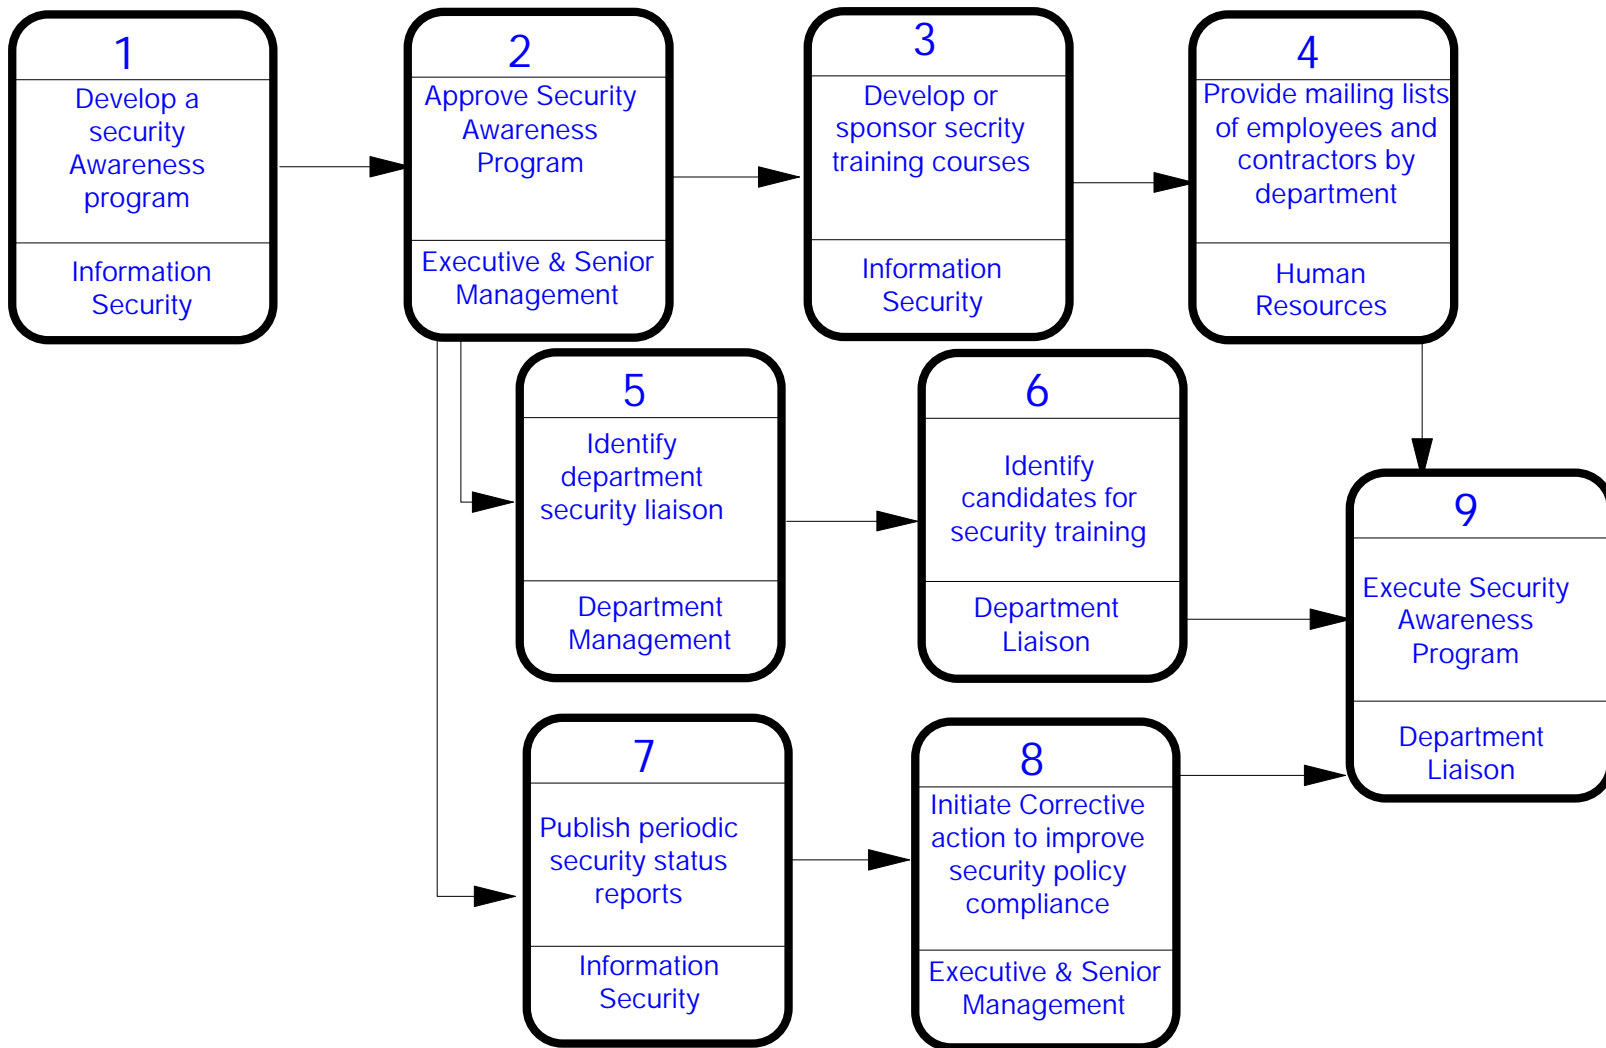 1
Develop a
security
Awareness
program
Information
Security
2
Approve Security
Awareness
Program
Executive & Senior
Management
3
Develop or
sponsor secrity
training courses
Information
Security
4
Provide mailing lists
of employees and
contractors by
department
Human
Resources
5
Identify
department
security liaison
Department
Management
6
Identify
candidates for
security training
Department
Liaison
7
Publish periodic
security status
reports
Information
Security
8
Initiate Corrective
action to improve
security policy
compliance
Executive & Senior
Management
9
Execute Security
Awareness
Program
Department
Liaison